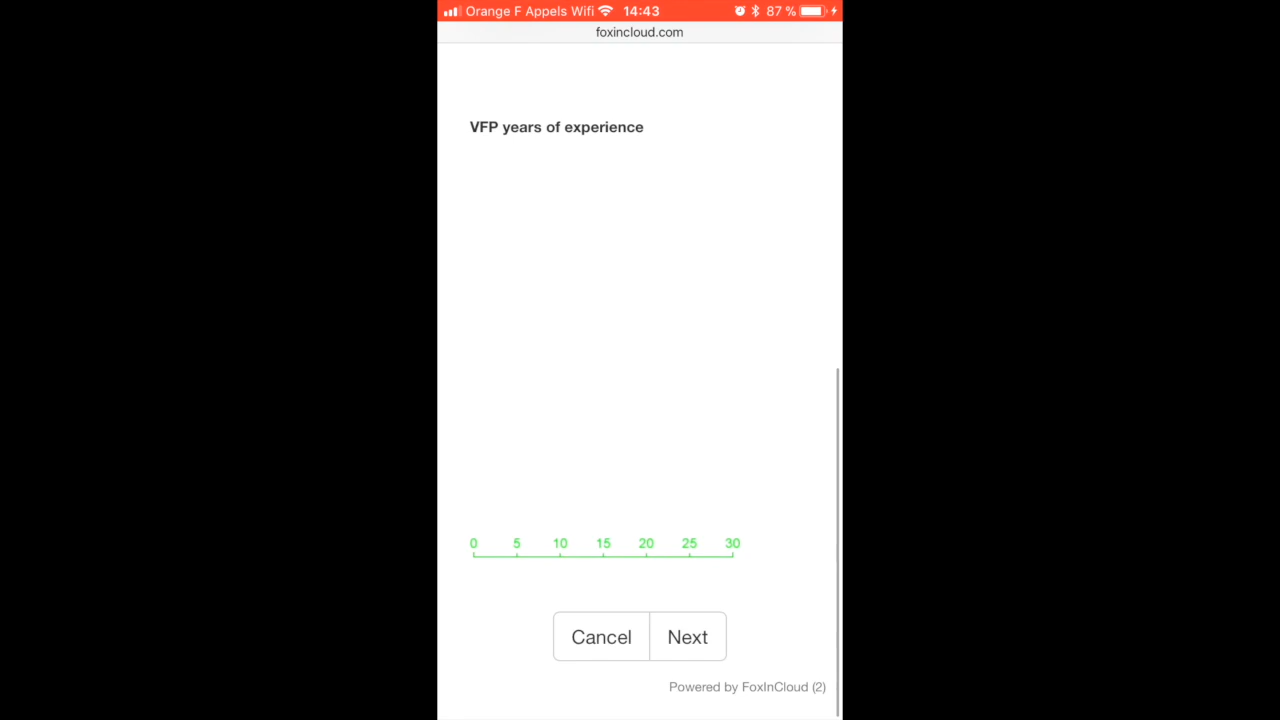 Orange F Appels Wifi 14:43 87 %
foxincloud.com
VFP years of experience
0 5 10 15 20 25 30
Cancel Next
Powered by FoxInCloud (2)